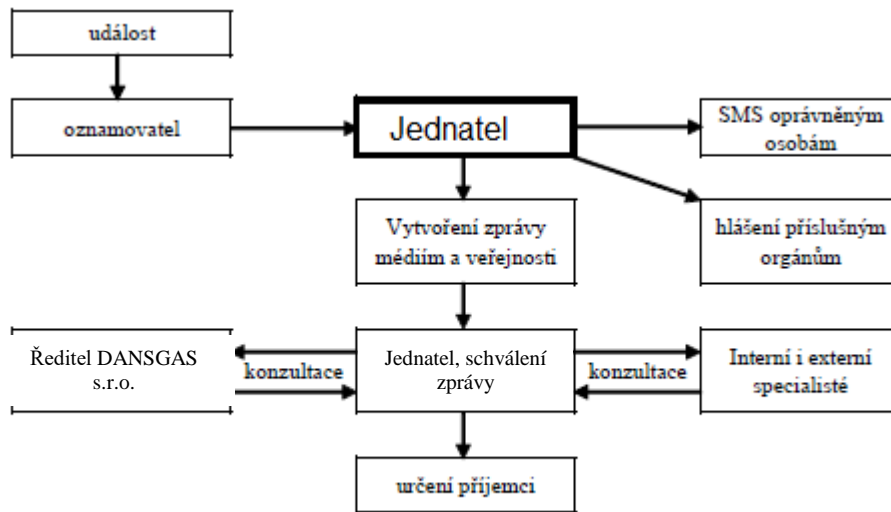 událost
oznamovatel
Jednatel
SMS oprávněným
osobám
Vytvoření zprávy
médiím a veřejnosti
hlášení příslušným
orgánům
Ředitel DANSGAS
s.r.o.
konzultace
Jednatel, schválení
zprávy
konzultace
Interní i externí
specialisté
určení příjemci